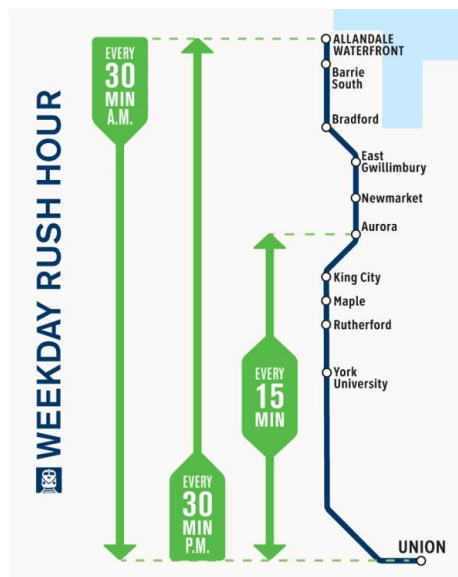 WEEKDAY RUSH HOUR
EVERY
30
MIN
A.M.
EVERY
30
MIN
P.M.
EVERY
15
MIN
ALLANDALE
WATERFRONT
Barrie
South
Bradford
East
Gwillimbury
Newmarket
Aurora
King City
Maple
Rutherford
York
University
UNION